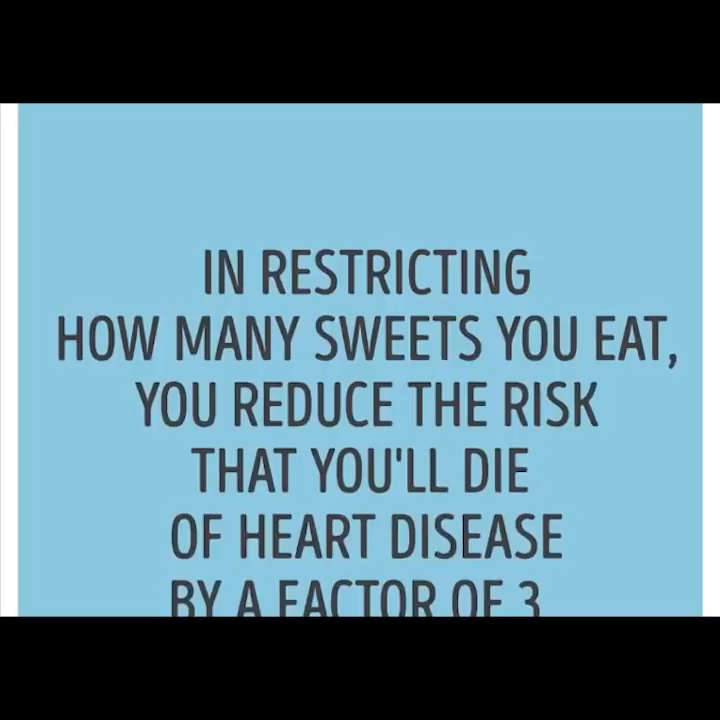 IN RESTRICTING
HOW MANY SWEETS YOU EAT,
YOU REDUCE THE RISK
THAT YOU'LL DIE
OF HEART DISEASE
BY A FACTOR OF 3